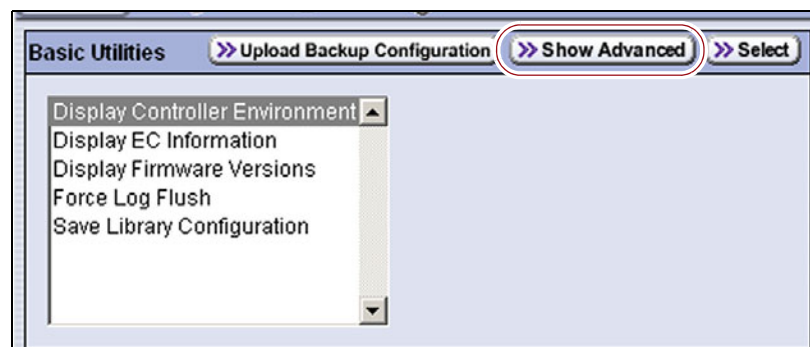 Basic Utilities >> Upload Backup Configuration >> Show Advanced >> Select
Display Controller Environment
Display EC Information
Display Firmware Versions
Force Log Flush
Save Library Configuration